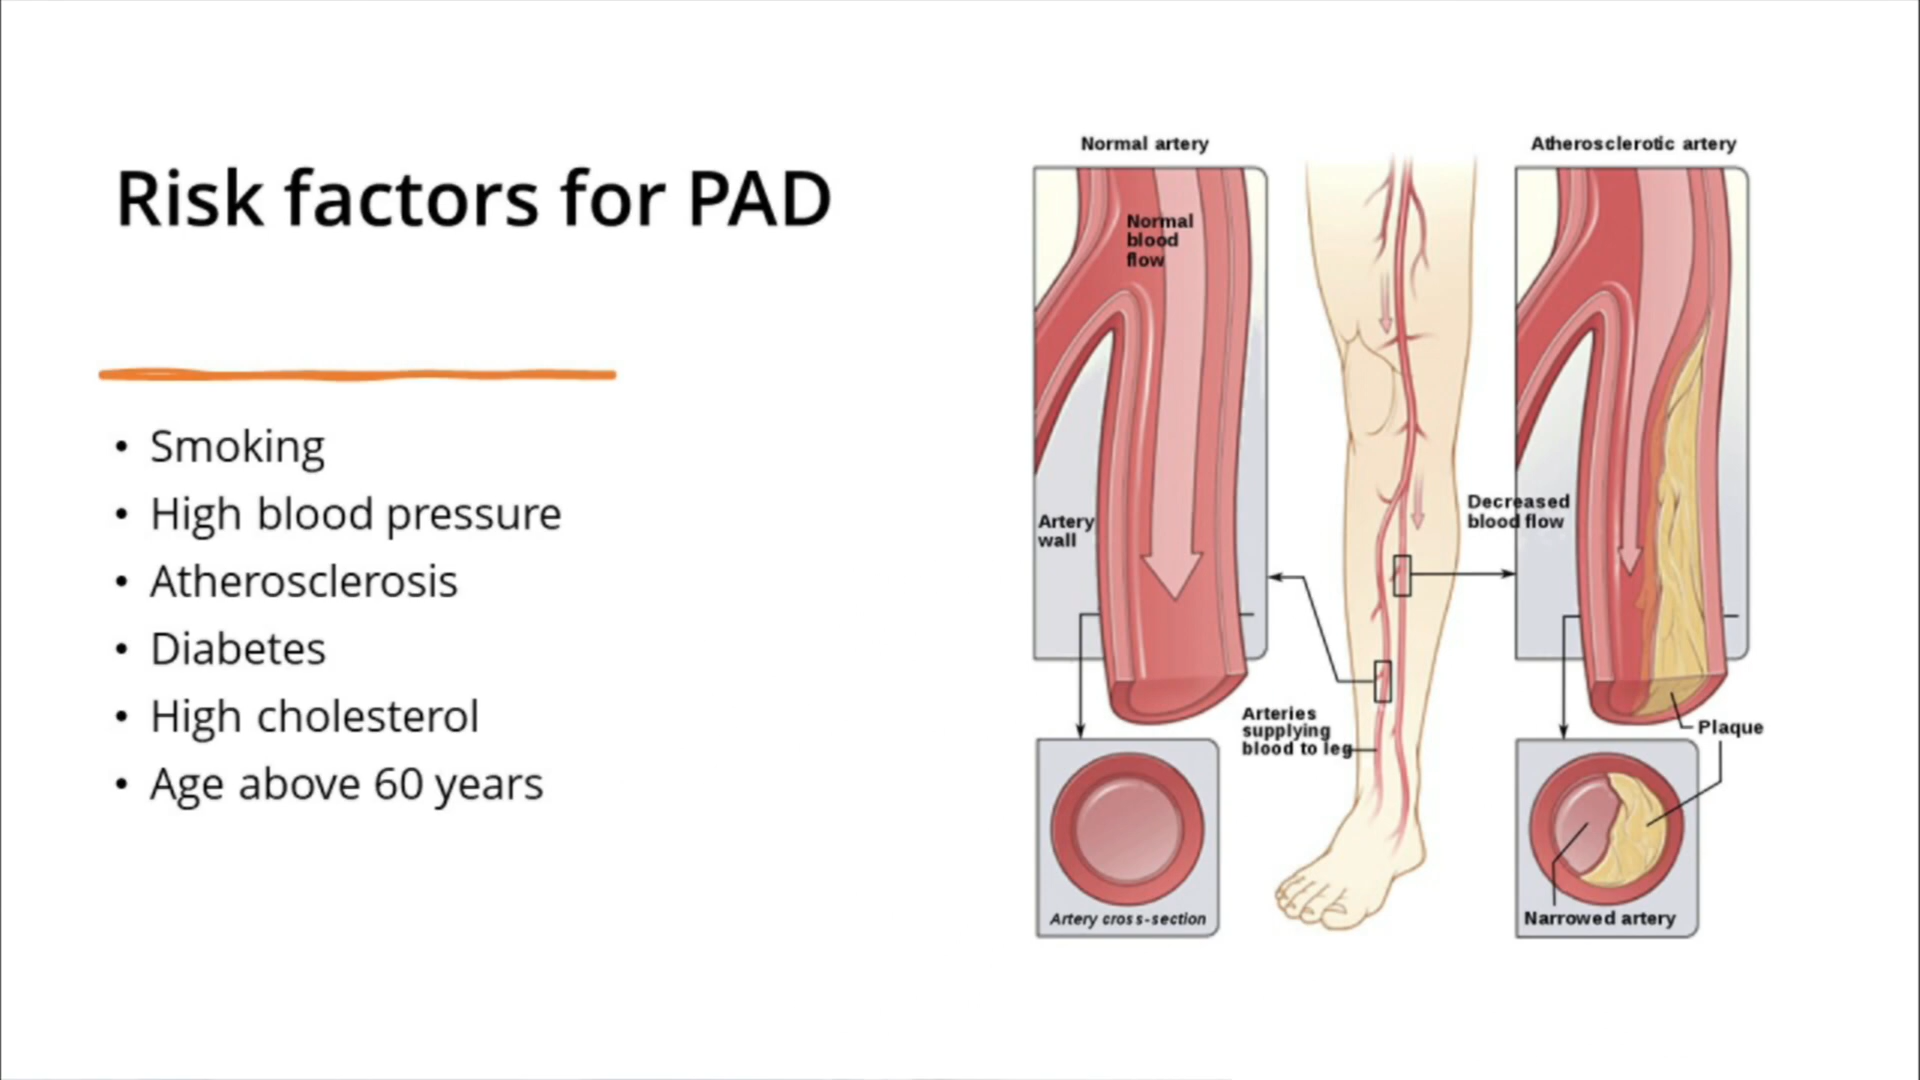 Risk factors for PAD
• Smoking
• High blood pressure
• Atherosclerosis
• Diabetes
• High cholesterol
• Age above 60 years
Normal artery
Normal
blood
flow
Artery
wall
Artery cross-section
Arteries
supplying
blood to leg
Atherosclerotic artery
Decreased
blood flow
Plaque
Narrowed artery